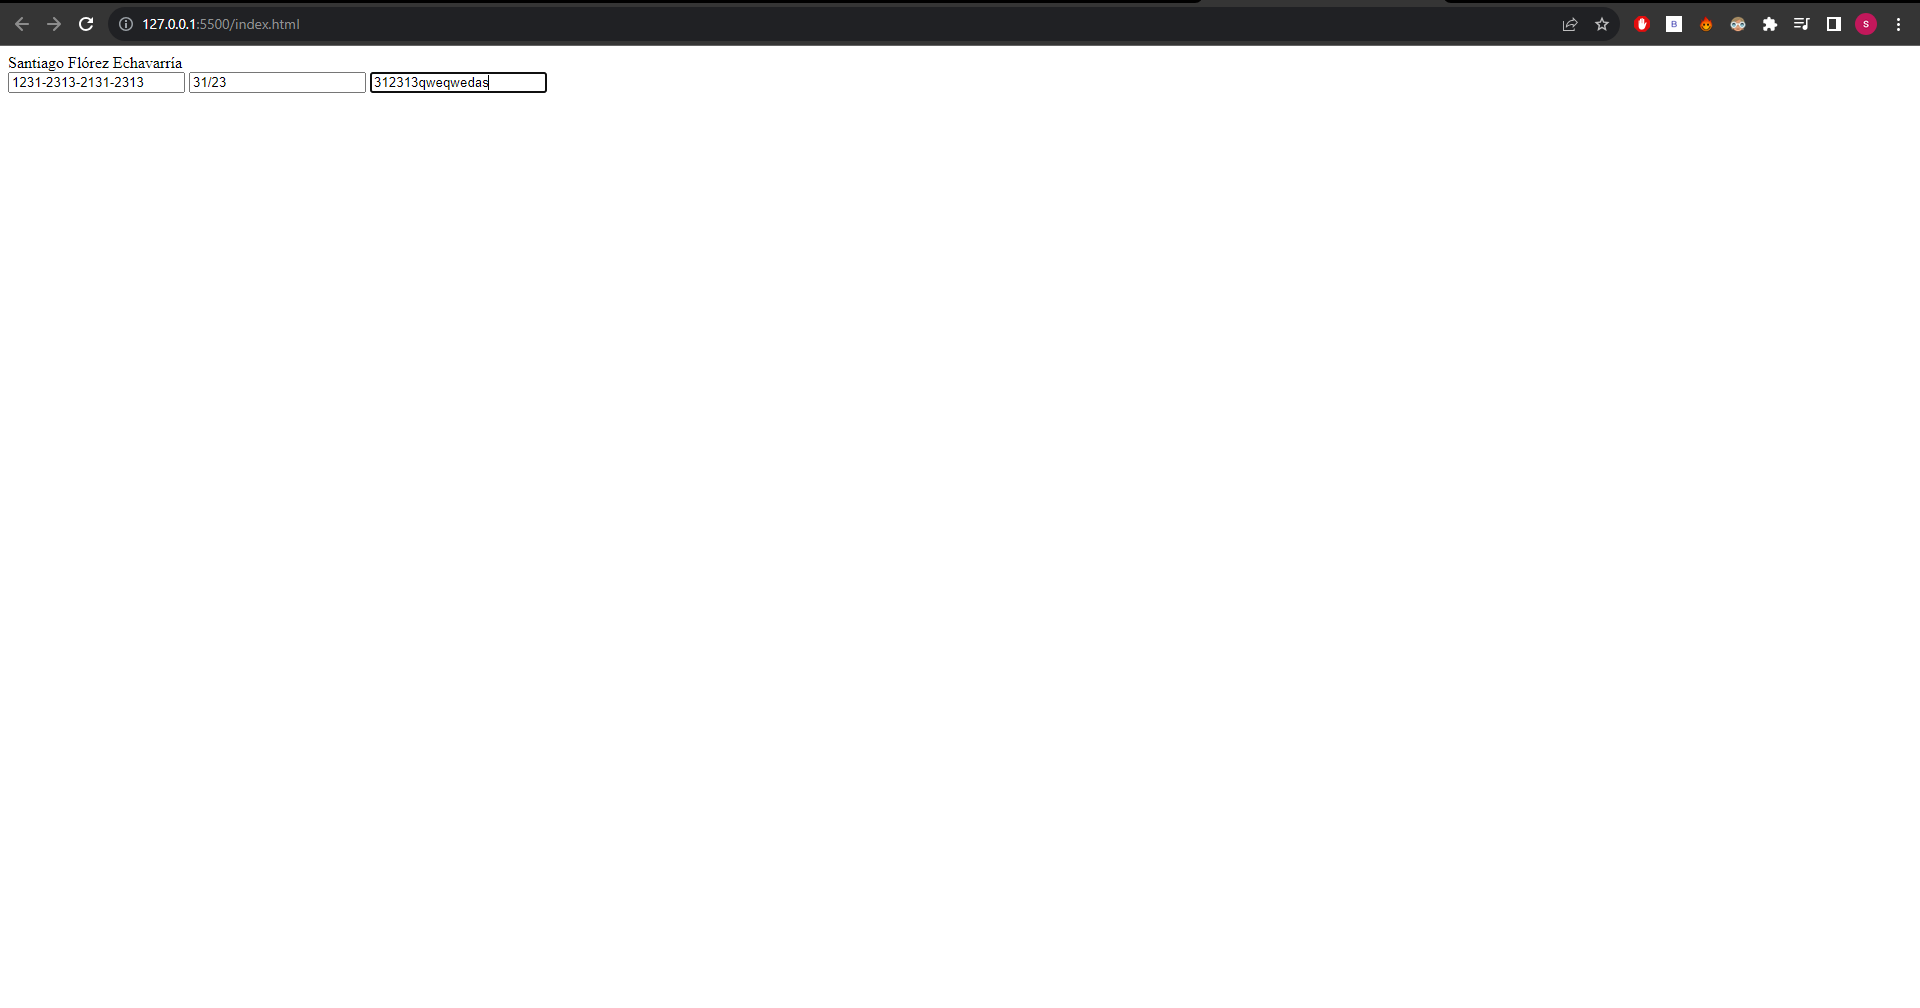 127.0.0.1:5500/index.html
B
S
Santiago Flórez Echavarría
1231-2313-2131-2313 31/23 312313qweqwedas